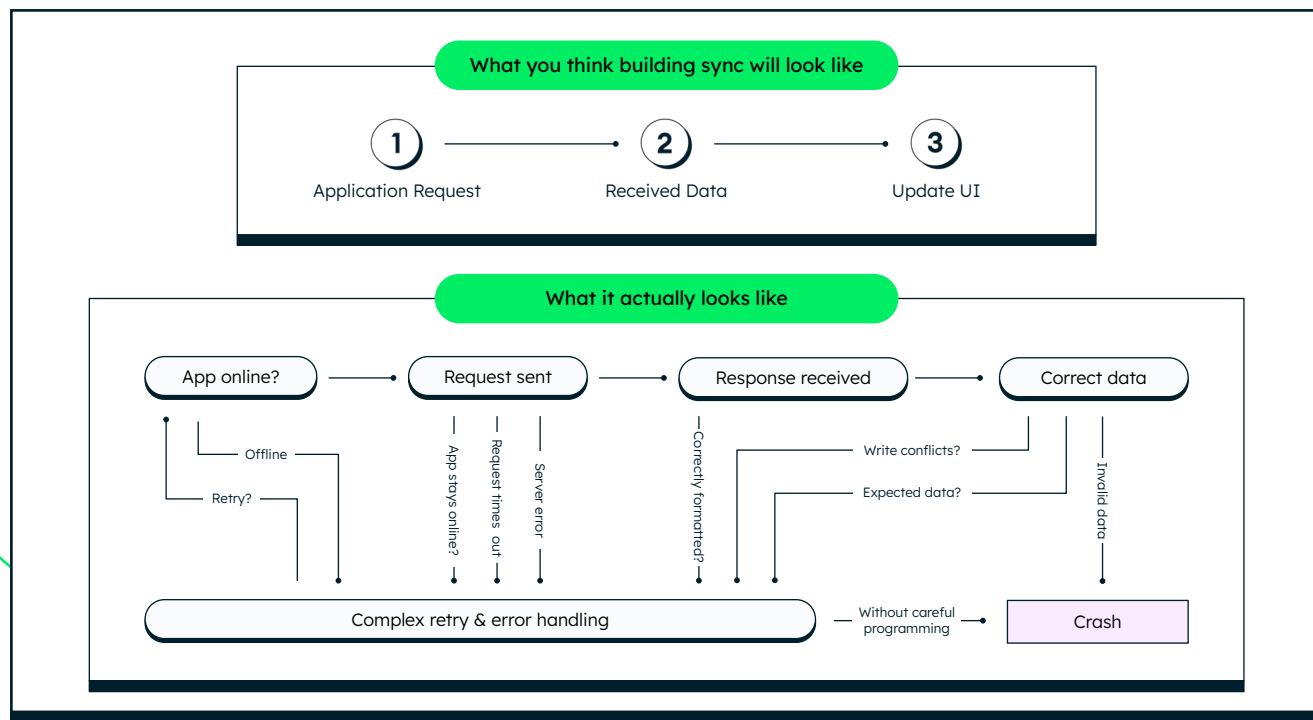 What you think building sync will look like
1
2
3
Application Request
Received Data
Update UI
What it actually looks like
App online?
Request sent
Response received
Correct data
Offline
Retry?
App stays online?
Request times out
Server error
Correctly formatted?
Write conflicts?
Expected data?
Invalid data
Complex retry & error handling
Without careful
programming
Crash